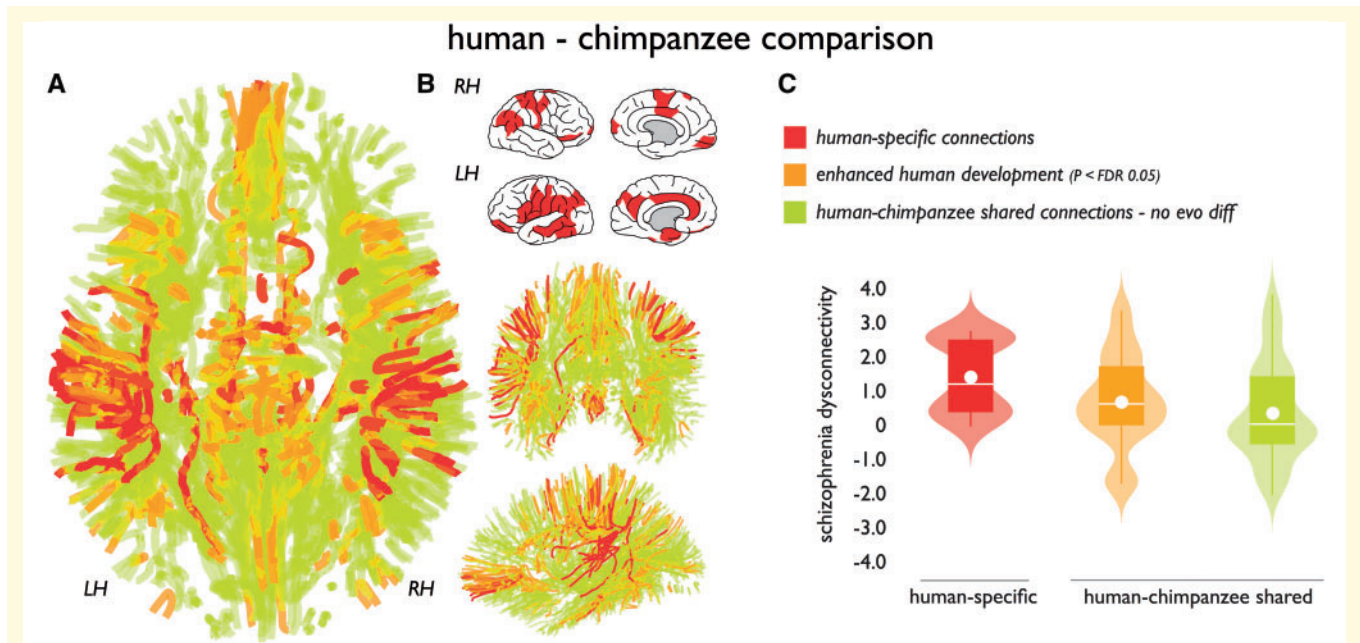 human - chimpanzee comparison
A
LH
RH
B
RH
LH
C
human-specific connections
enhanced human development (P < FDR 0.05)
human-chimpanzee shared connections - no evo diff
schizophrenia dysconnectivity
4.0
3.0
2.0
1.0
0
-1.0
-2.0
-3.0
-4.0
human-specific
human-chimpanzee shared